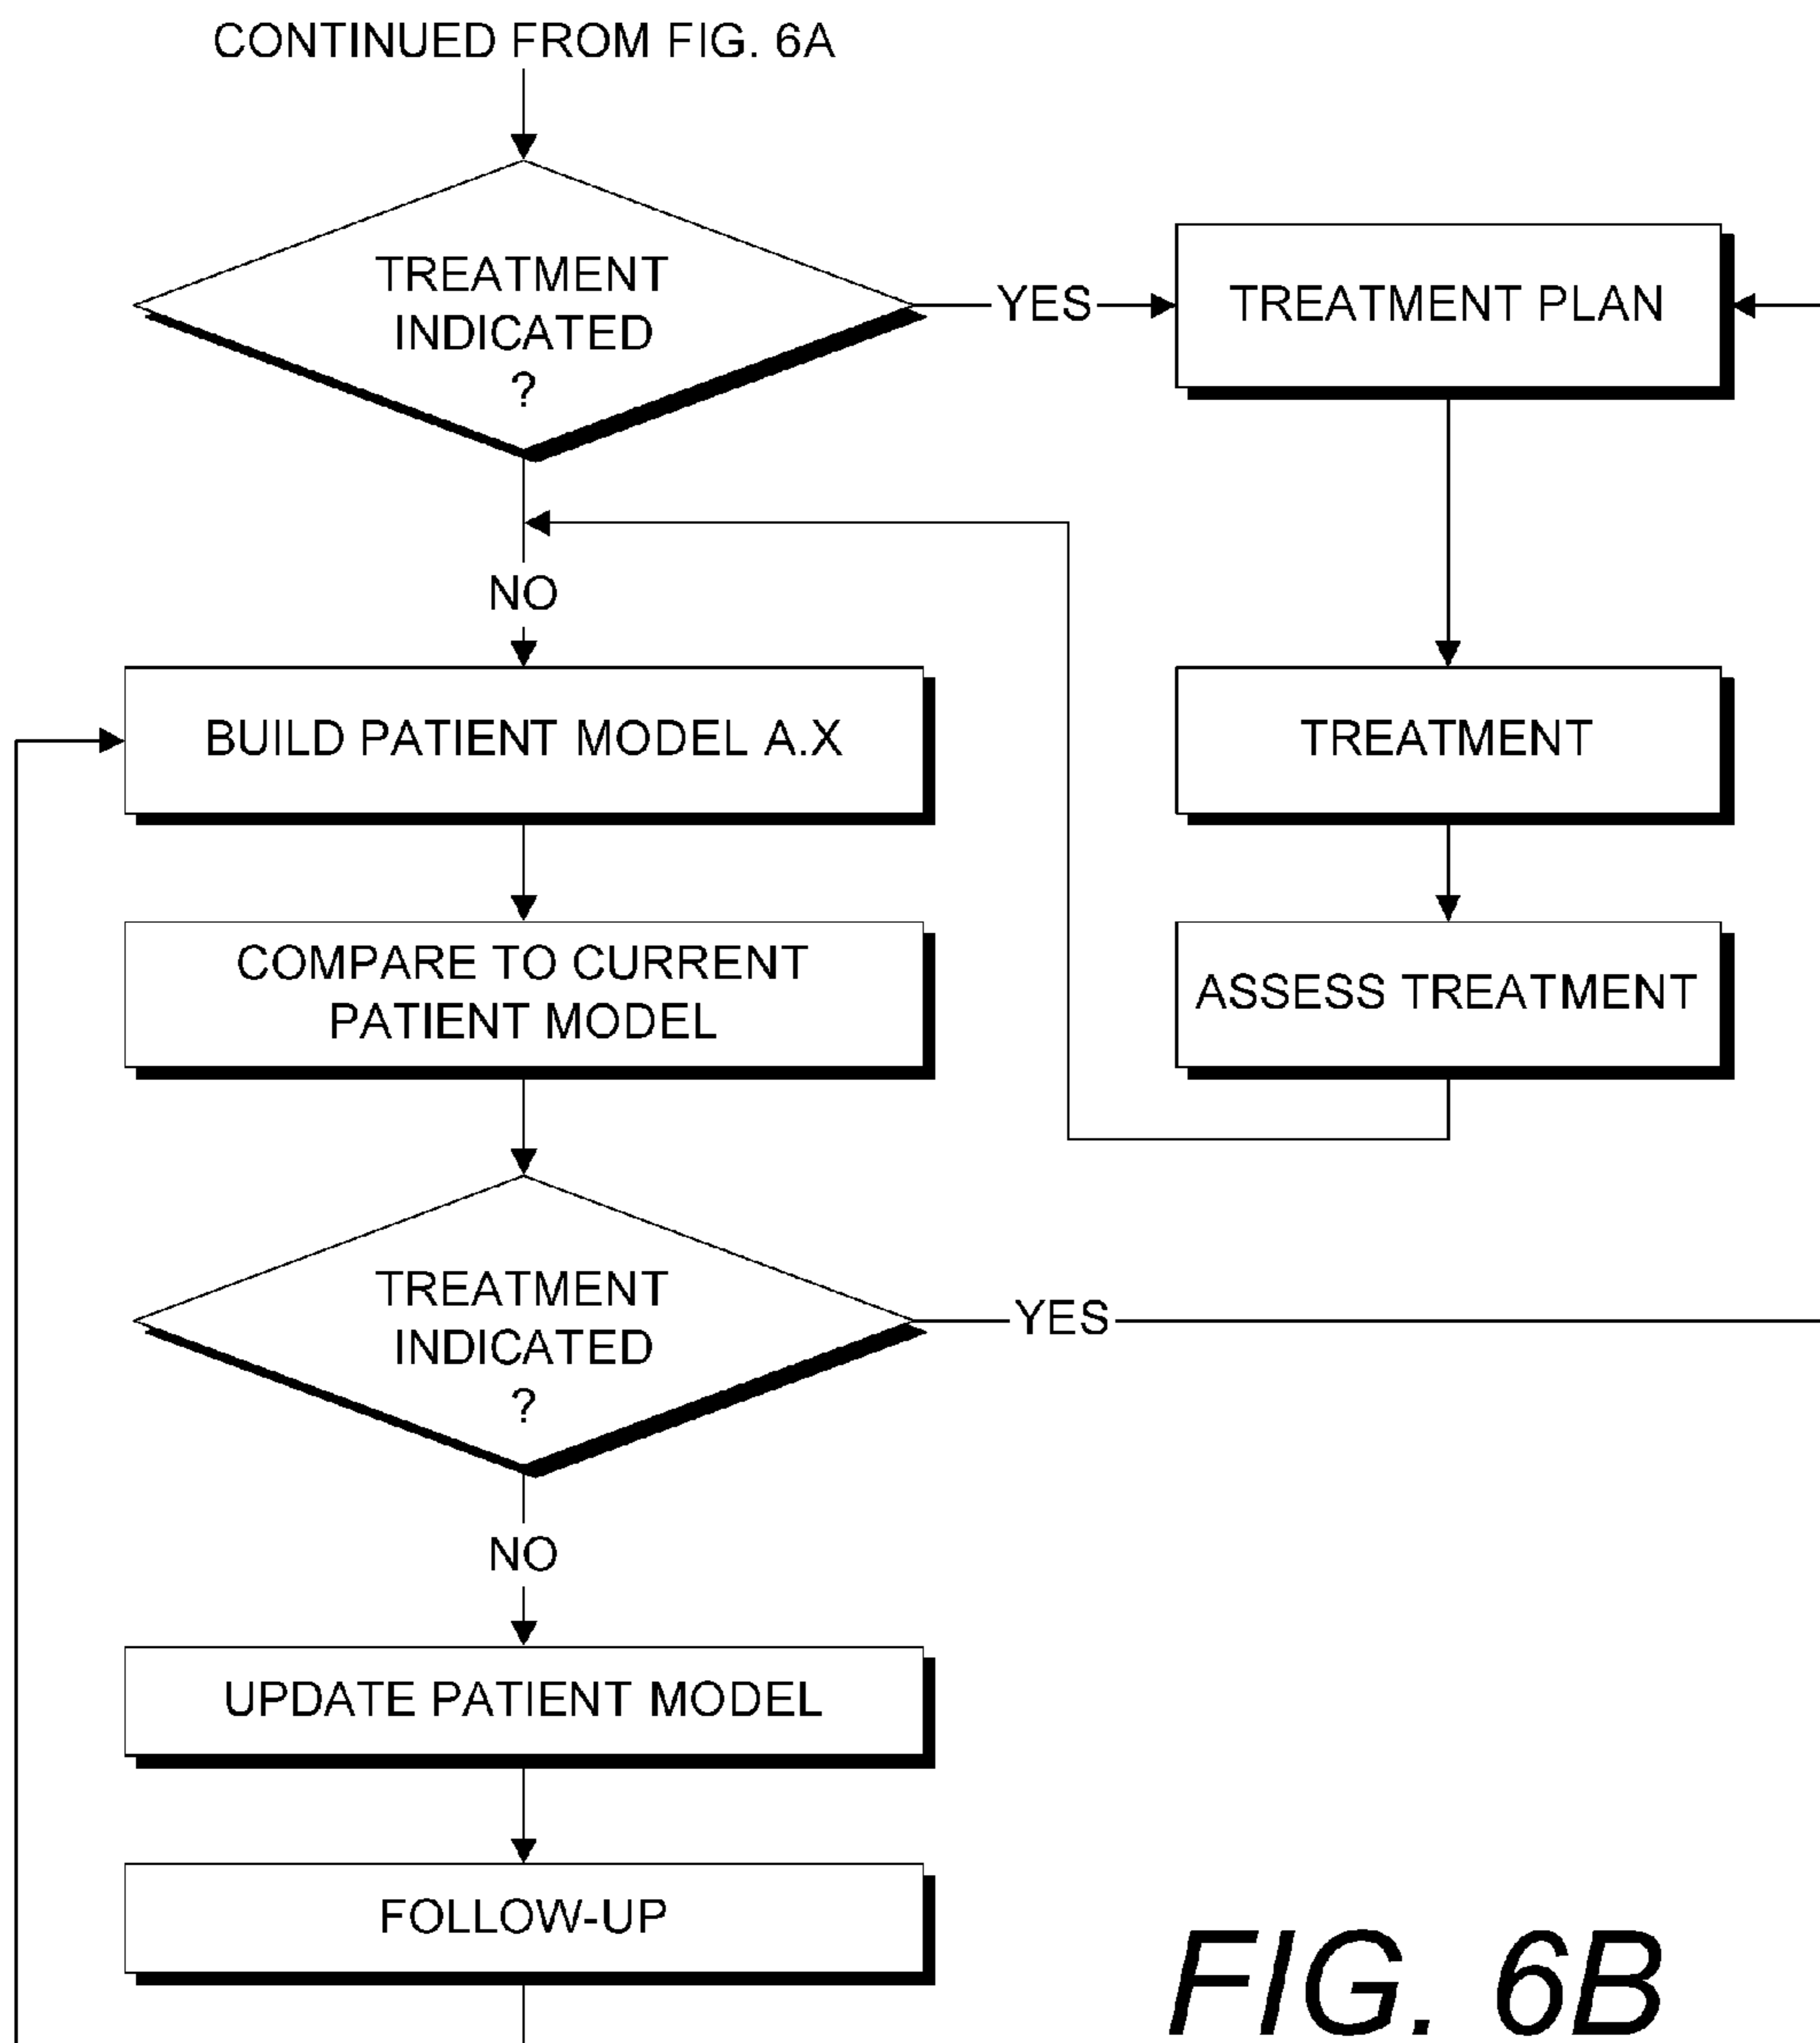 CONTINUED FROM FIG. 6A
TREATMENT
INDICATED
?
YES
TREATMENT PLAN
NO
BUILD PATIENT MODEL A.X
TREATMENT
COMPARE TO CURRENT
PATIENT MODEL
ASSESS TREATMENT
TREATMENT
INDICATED
?
YES
NO
UPDATE PATIENT MODEL
FOLLOW-UP
FIG. 6B